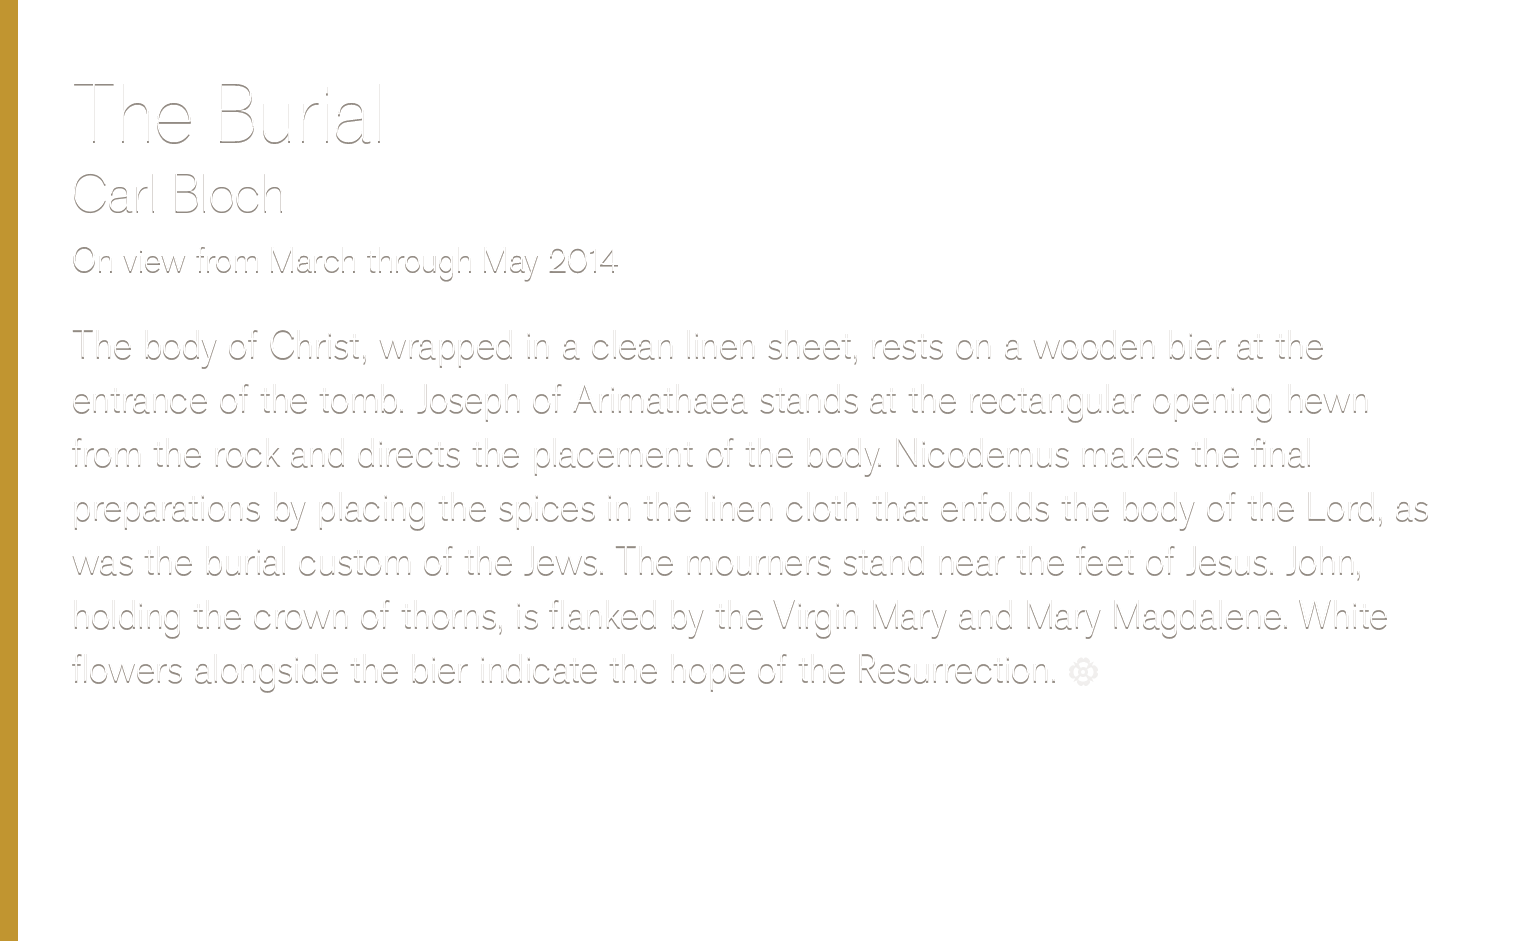 The Burial
Carl Bloch
On view from March through May 2014
The body of Christ, wrapped in a clean linen sheet, rests on a wooden bier at the
entrance of the tomb. Joseph of Arimathaea stands at the rectangular opening hewn
from the rock and directs the placement of the body. Nicodemus makes the final
preparations by placing the spices in the linen cloth that enfolds the body of the Lord, as
was the burial custom of the Jews. The mourners stand near the feet of Jesus. John,
holding the crown of thorns, is flanked by the Virgin Mary and Mary Magdalene. White
flowers alongside the bier indicate the hope of the Resurrection.